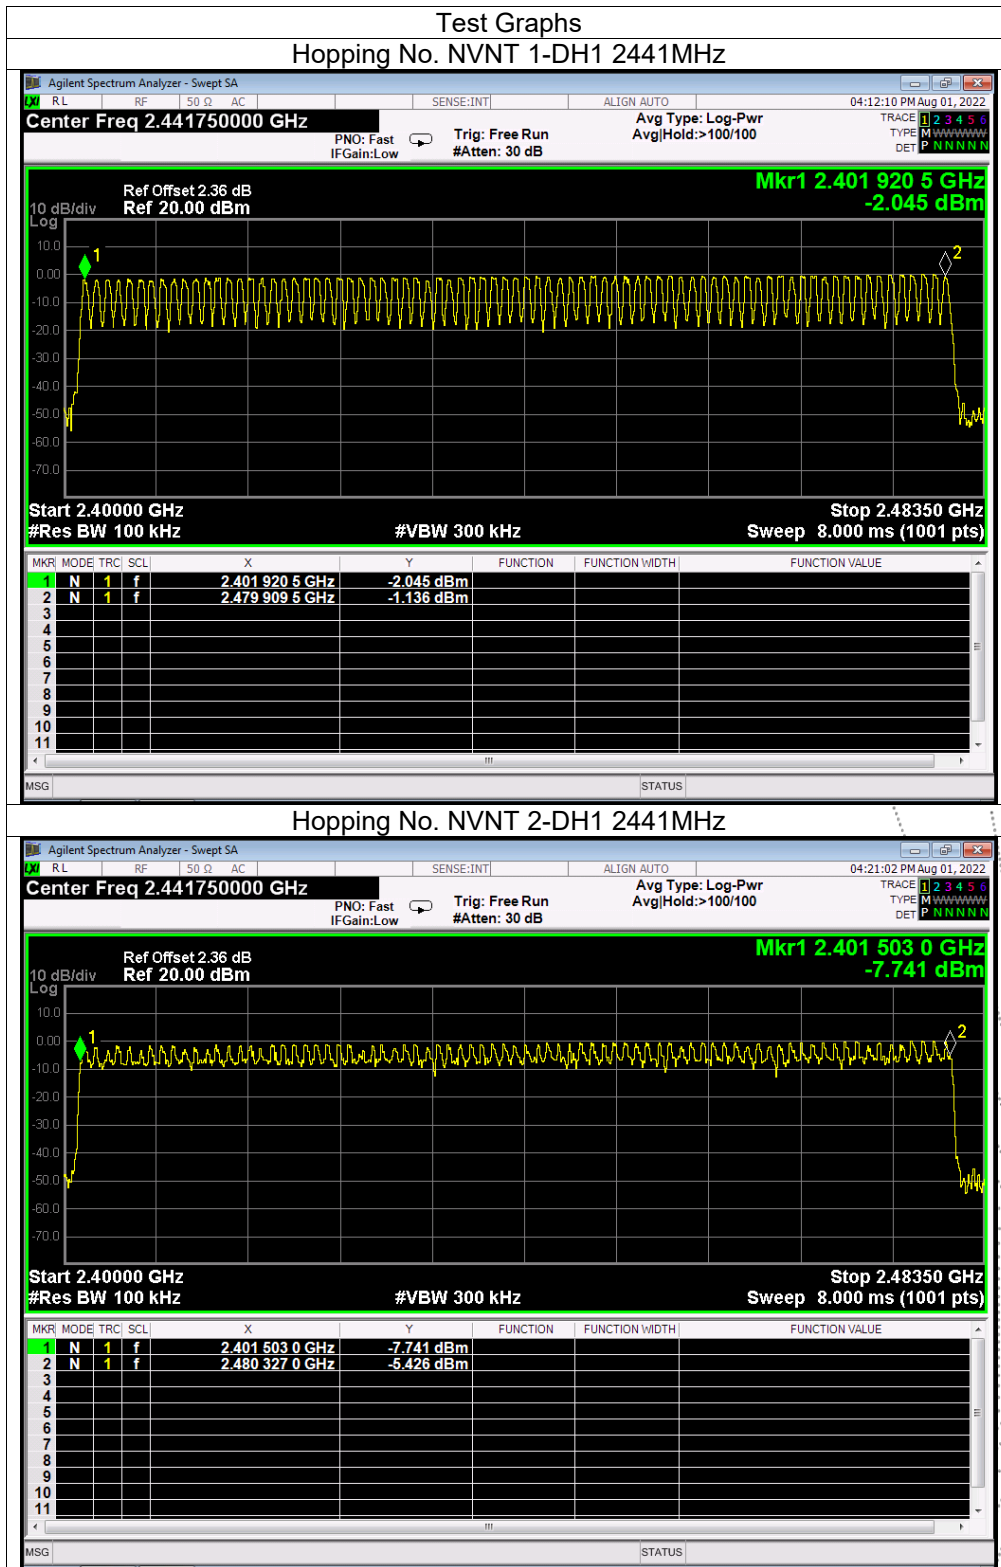 Test Graphs
Hopping No. NVNT 1-DH1 2441MHz
Agilent Spectrum Analyzer - Swept SA
LXI RL RF 50 Ω AC SENSE:INT ALIGN AUTO 04:12:10 PM Aug 01, 2022
Center Freq 2.441750000 GHz Avg Type: Log-Pwr TRACE 1 2 3 4 5 6
PNO: Fast Trig: Free Run Avg|Hold:>100/100 TYPE M WWWWW
IFGain:Low #Atten: 30 dB DET P N N N N N
Mkr1 2.401 920 5 GHz
Ref Offset 2.36 dB
10 dB/div Ref 20.00 dBm -2.045 dBm
Log
10.0
1 2
0.00
-10.0
-20.0
-30.0
-40.0
-50.0
-60.0
-70.0
Start 2.40000 GHz Stop 2.48350 GHz
#Res BW 100 kHz #VBW 300 kHz Sweep 8.000 ms (1001 pts)
MKR MODE TRC SCL X Y FUNCTION FUNCTION WIDTH FUNCTION VALUE
1 N 1 f 2.401 920 5 GHz -2.045 dBm
2 N 1 f 2.479 909 5 GHz -1.136 dBm
3
4
5
6
7
8
9
10
11
MSG STATUS
Hopping No. NVNT 2-DH1 2441MHz
Agilent Spectrum Analyzer - Swept SA
LXI RL RF 50 Ω AC SENSE:INT ALIGN AUTO 04:21:02 PM Aug 01, 2022
Center Freq 2.441750000 GHz Avg Type: Log-Pwr TRACE 1 2 3 4 5 6
PNO: Fast Trig: Free Run Avg|Hold:>100/100 TYPE M WWWWW
IFGain:Low #Atten: 30 dB DET P N N N N N
Mkr1 2.401 503 0 GHz
Ref Offset 2.36 dB
10 dB/div Ref 20.00 dBm -7.741 dBm
Log
10.0
1 2
0.00
-10.0
-20.0
-30.0
-40.0
-50.0
-60.0
-70.0
Start 2.40000 GHz Stop 2.48350 GHz
#Res BW 100 kHz #VBW 300 kHz Sweep 8.000 ms (1001 pts)
MKR MODE TRC SCL X Y FUNCTION FUNCTION WIDTH FUNCTION VALUE
1 N 1 f 2.401 503 0 GHz -7.741 dBm
2 N 1 f 2.480 327 0 GHz -5.426 dBm
3
4
5
6
7
8
9
10
11
MSG STATUS